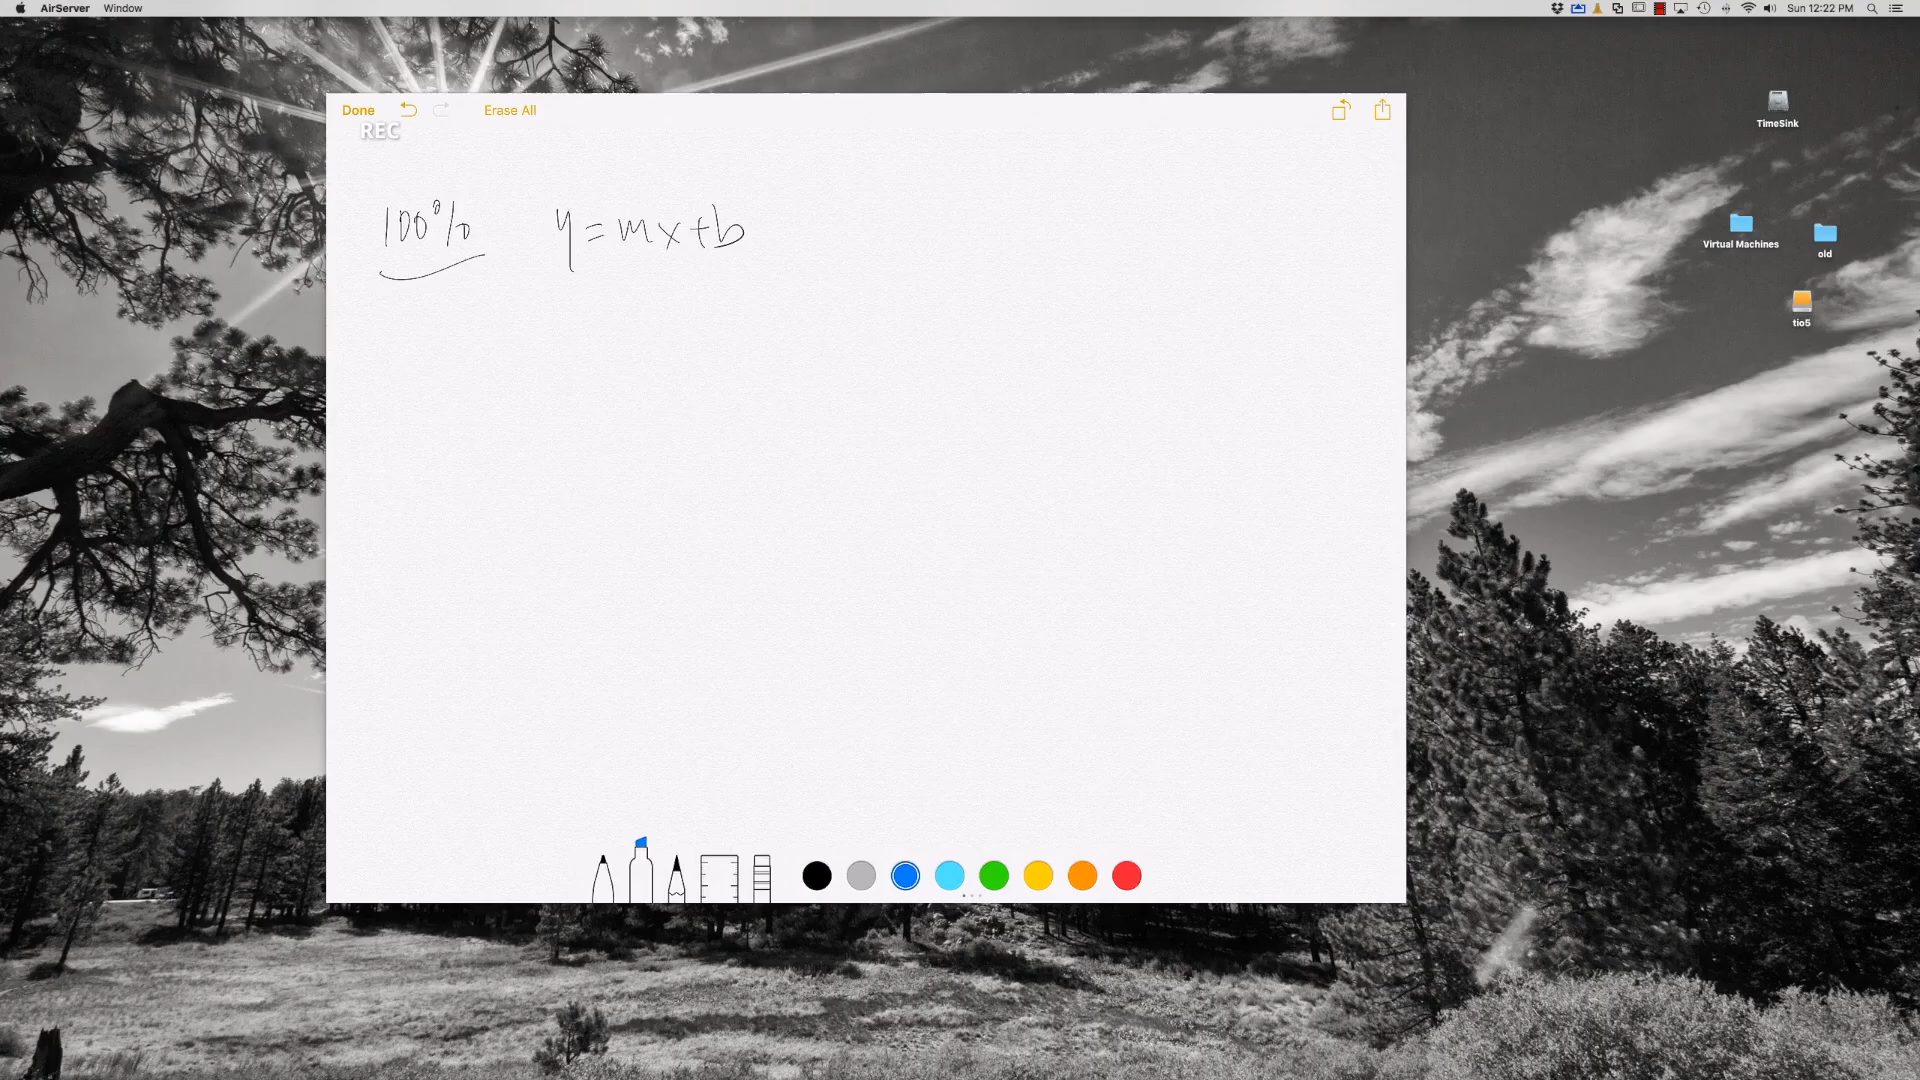 AirServer Window Sun 12:22 PM
Done Erase All
REC
100% y=mx+b
TimeSink
Virtual Machines
old
tio5